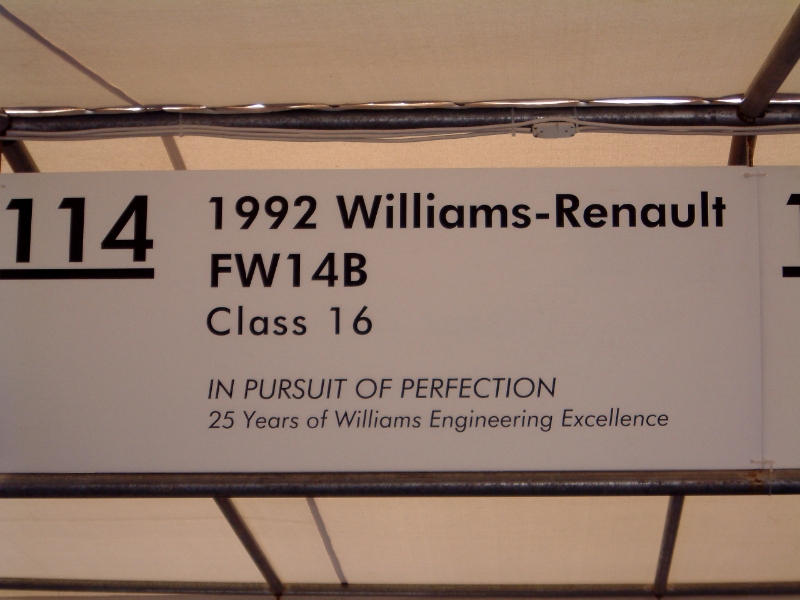 114
1992 Williams-Renault
FW14B
Class 16
IN PURSUIT OF PERFECTION
25 Years of Williams Engineering Excellence